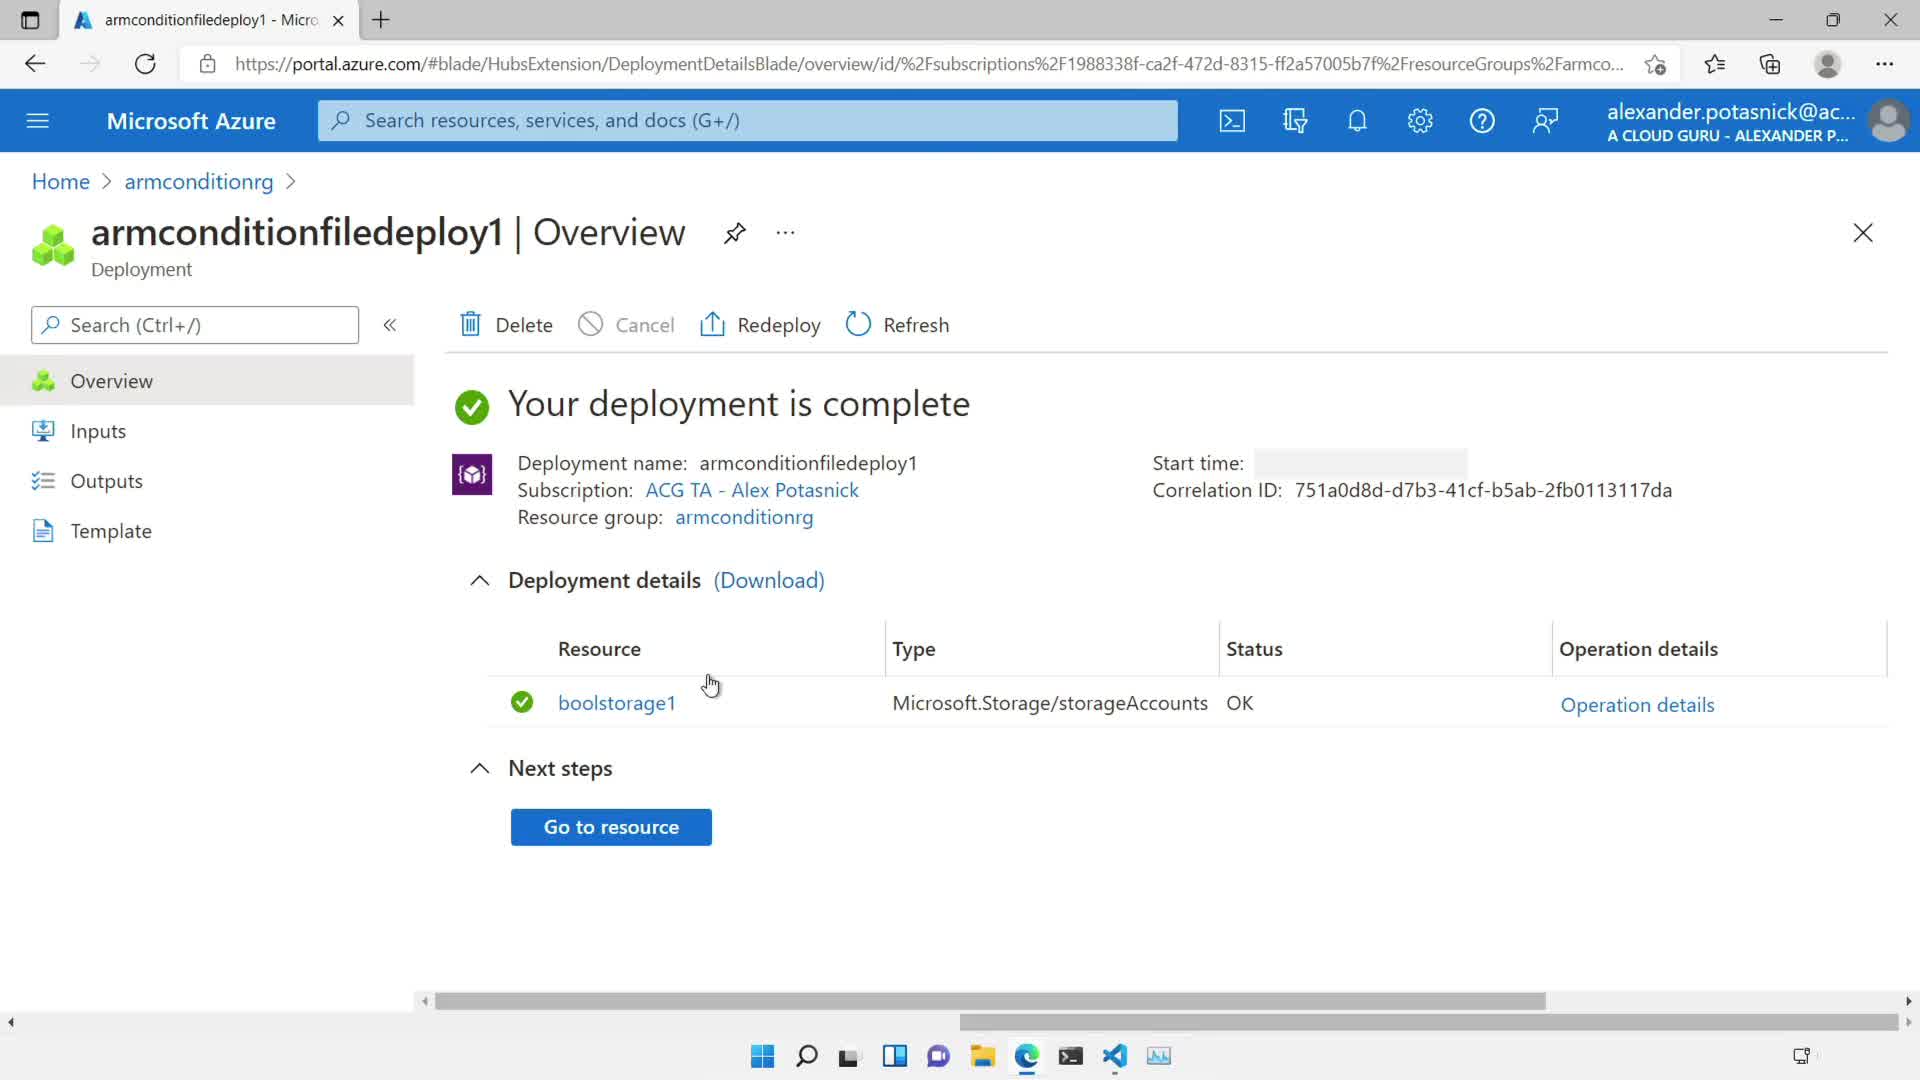 armconditionfiledeploy1 - Micro
https://portal.azure.com/#blade/HubsExtension/DeploymentDetailsBlade/overview/id/%2Fsubscriptions%2F1988338f-ca2f-472d-8315-ff2a57005b7f%2FresourceGroups%2Farmco...
Microsoft Azure
Search resources, services, and docs (G+/)
alexander.potasnick@ac...
A CLOUD GURU - ALEXANDER P...
Home > armconditionrg >
armconditionfiledeploy1 | Overview
Deployment
Search (Ctrl+/)
Delete Cancel Redeploy Refresh
Overview
Inputs
Outputs
Template
Your deployment is complete
Deployment name: armconditionfiledeploy1
Subscription: ACG TA - Alex Potasnick
Resource group: armconditionrg
Start time:
Correlation ID: 751a0d8d-d7b3-41cf-b5ab-2fb0113117da
Deployment details (Download)
Resource Type Status Operation details
boolstorage1 Microsoft.Storage/storageAccounts OK Operation details
Next steps
Go to resource